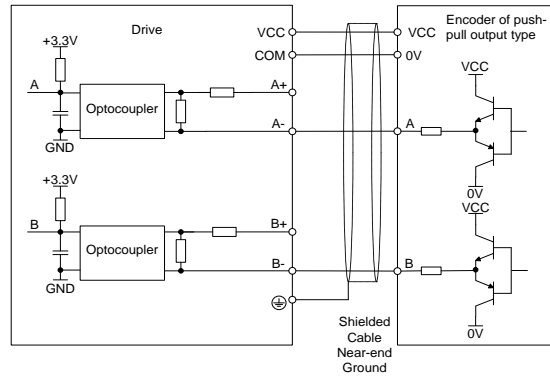 Drive
+3.3V
A
Optocoupler
GND
+3.3V
B
Optocoupler
GND
VCC
COM
A+
A-
B+
B-
Shielded
Cable
Near-end
Ground
Encoder of push-
pull output type
VCC
0V
A
VCC
0V
VCC
B
0V